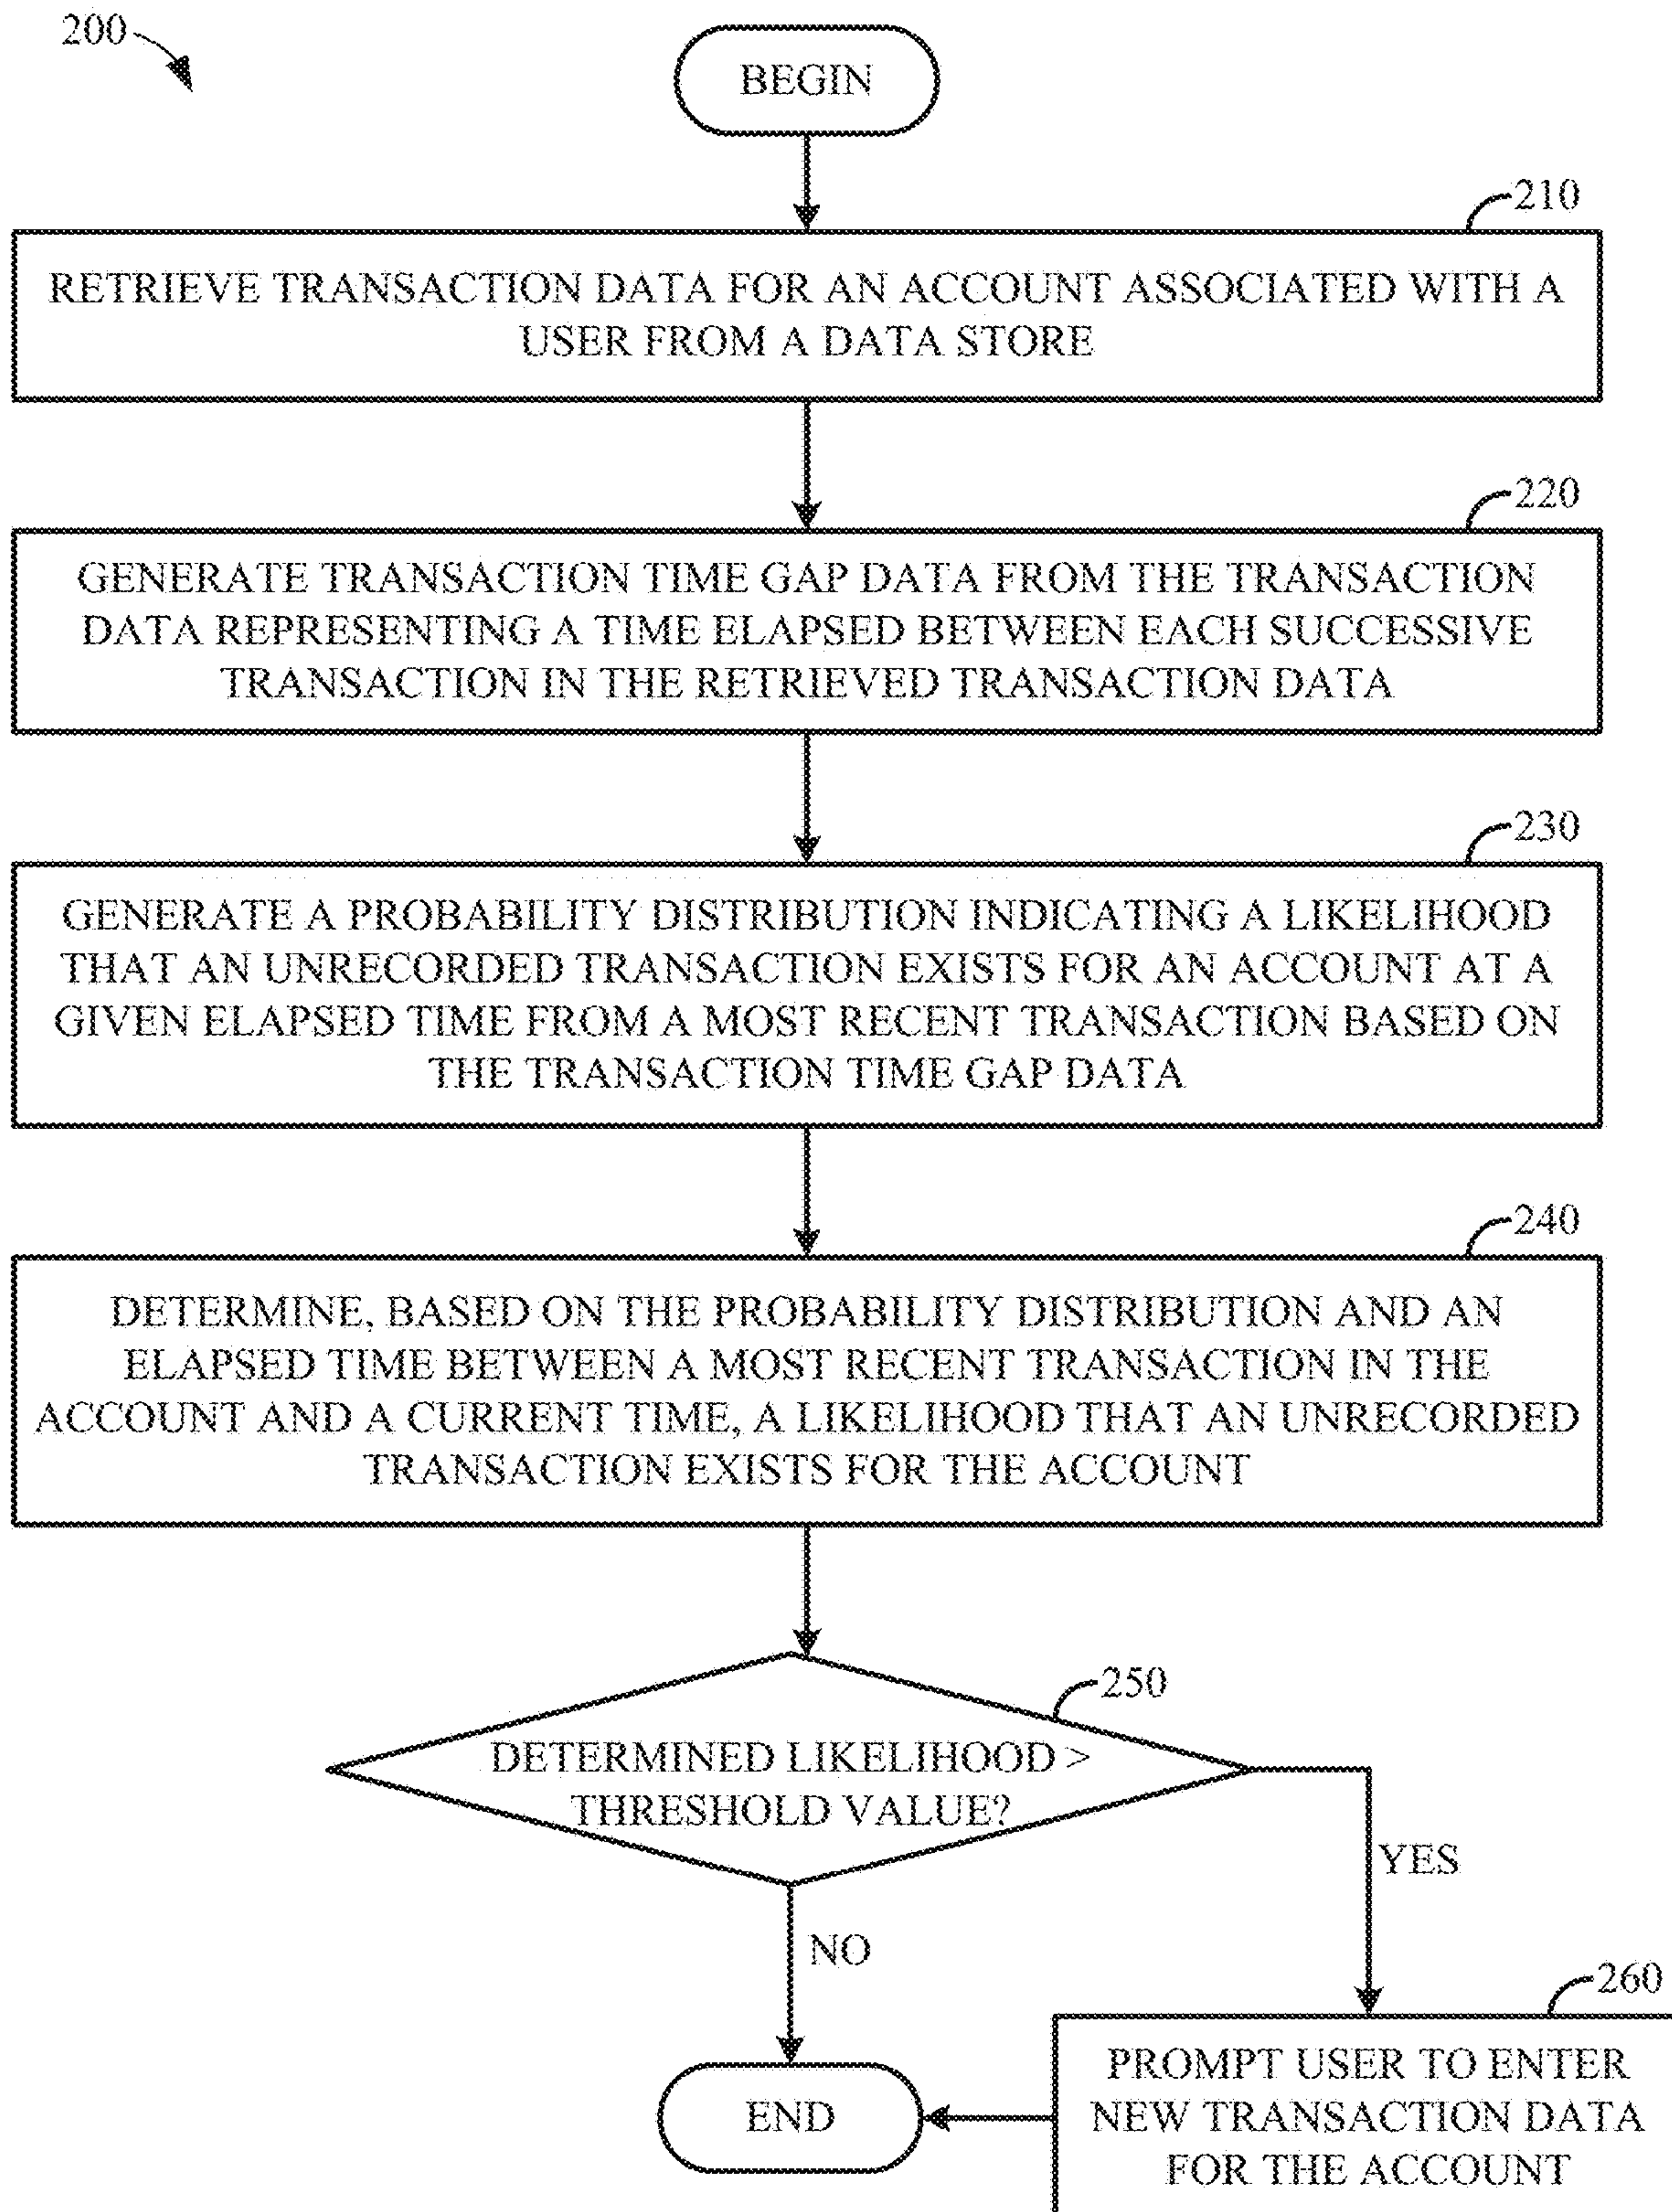 200
BEGIN
210
RETRIEVE TRANSACTION DATA FOR AN ACCOUNT ASSOCIATED WITH A
USER FROM A DATA STORE
220
GENERATE TRANSACTION TIME GAP DATA FROM THE TRANSACTION
DATA REPRESENTING A TIME ELAPSED BETWEEN EACH SUCCESSIVE
TRANSACTION IN THE RETRIEVED TRANSACTION DATA
230
GENERATE A PROBABILITY DISTRIBUTION INDICATING A LIKELIHOOD
THAT AN UNRECORDED TRANSACTION EXISTS FOR AN ACCOUNT AT A
GIVEN ELAPSED TIME FROM A MOST RECENT TRANSACTION BASED ON
THE TRANSACTION TIME GAP DATA
240
DETERMINE, BASED ON THE PROBABILITY DISTRIBUTION AND AN
ELAPSED TIME BETWEEN A MOST RECENT TRANSACTION IN THE
ACCOUNT AND A CURRENT TIME, A LIKELIHOOD THAT AN UNRECORDED
TRANSACTION EXISTS FOR THE ACCOUNT
250
DETERMINED LIKELIHOOD >
THRESHOLD VALUE?
YES
NO
260
PROMPT USER TO ENTER
NEW TRANSACTION DATA
FOR THE ACCOUNT
END